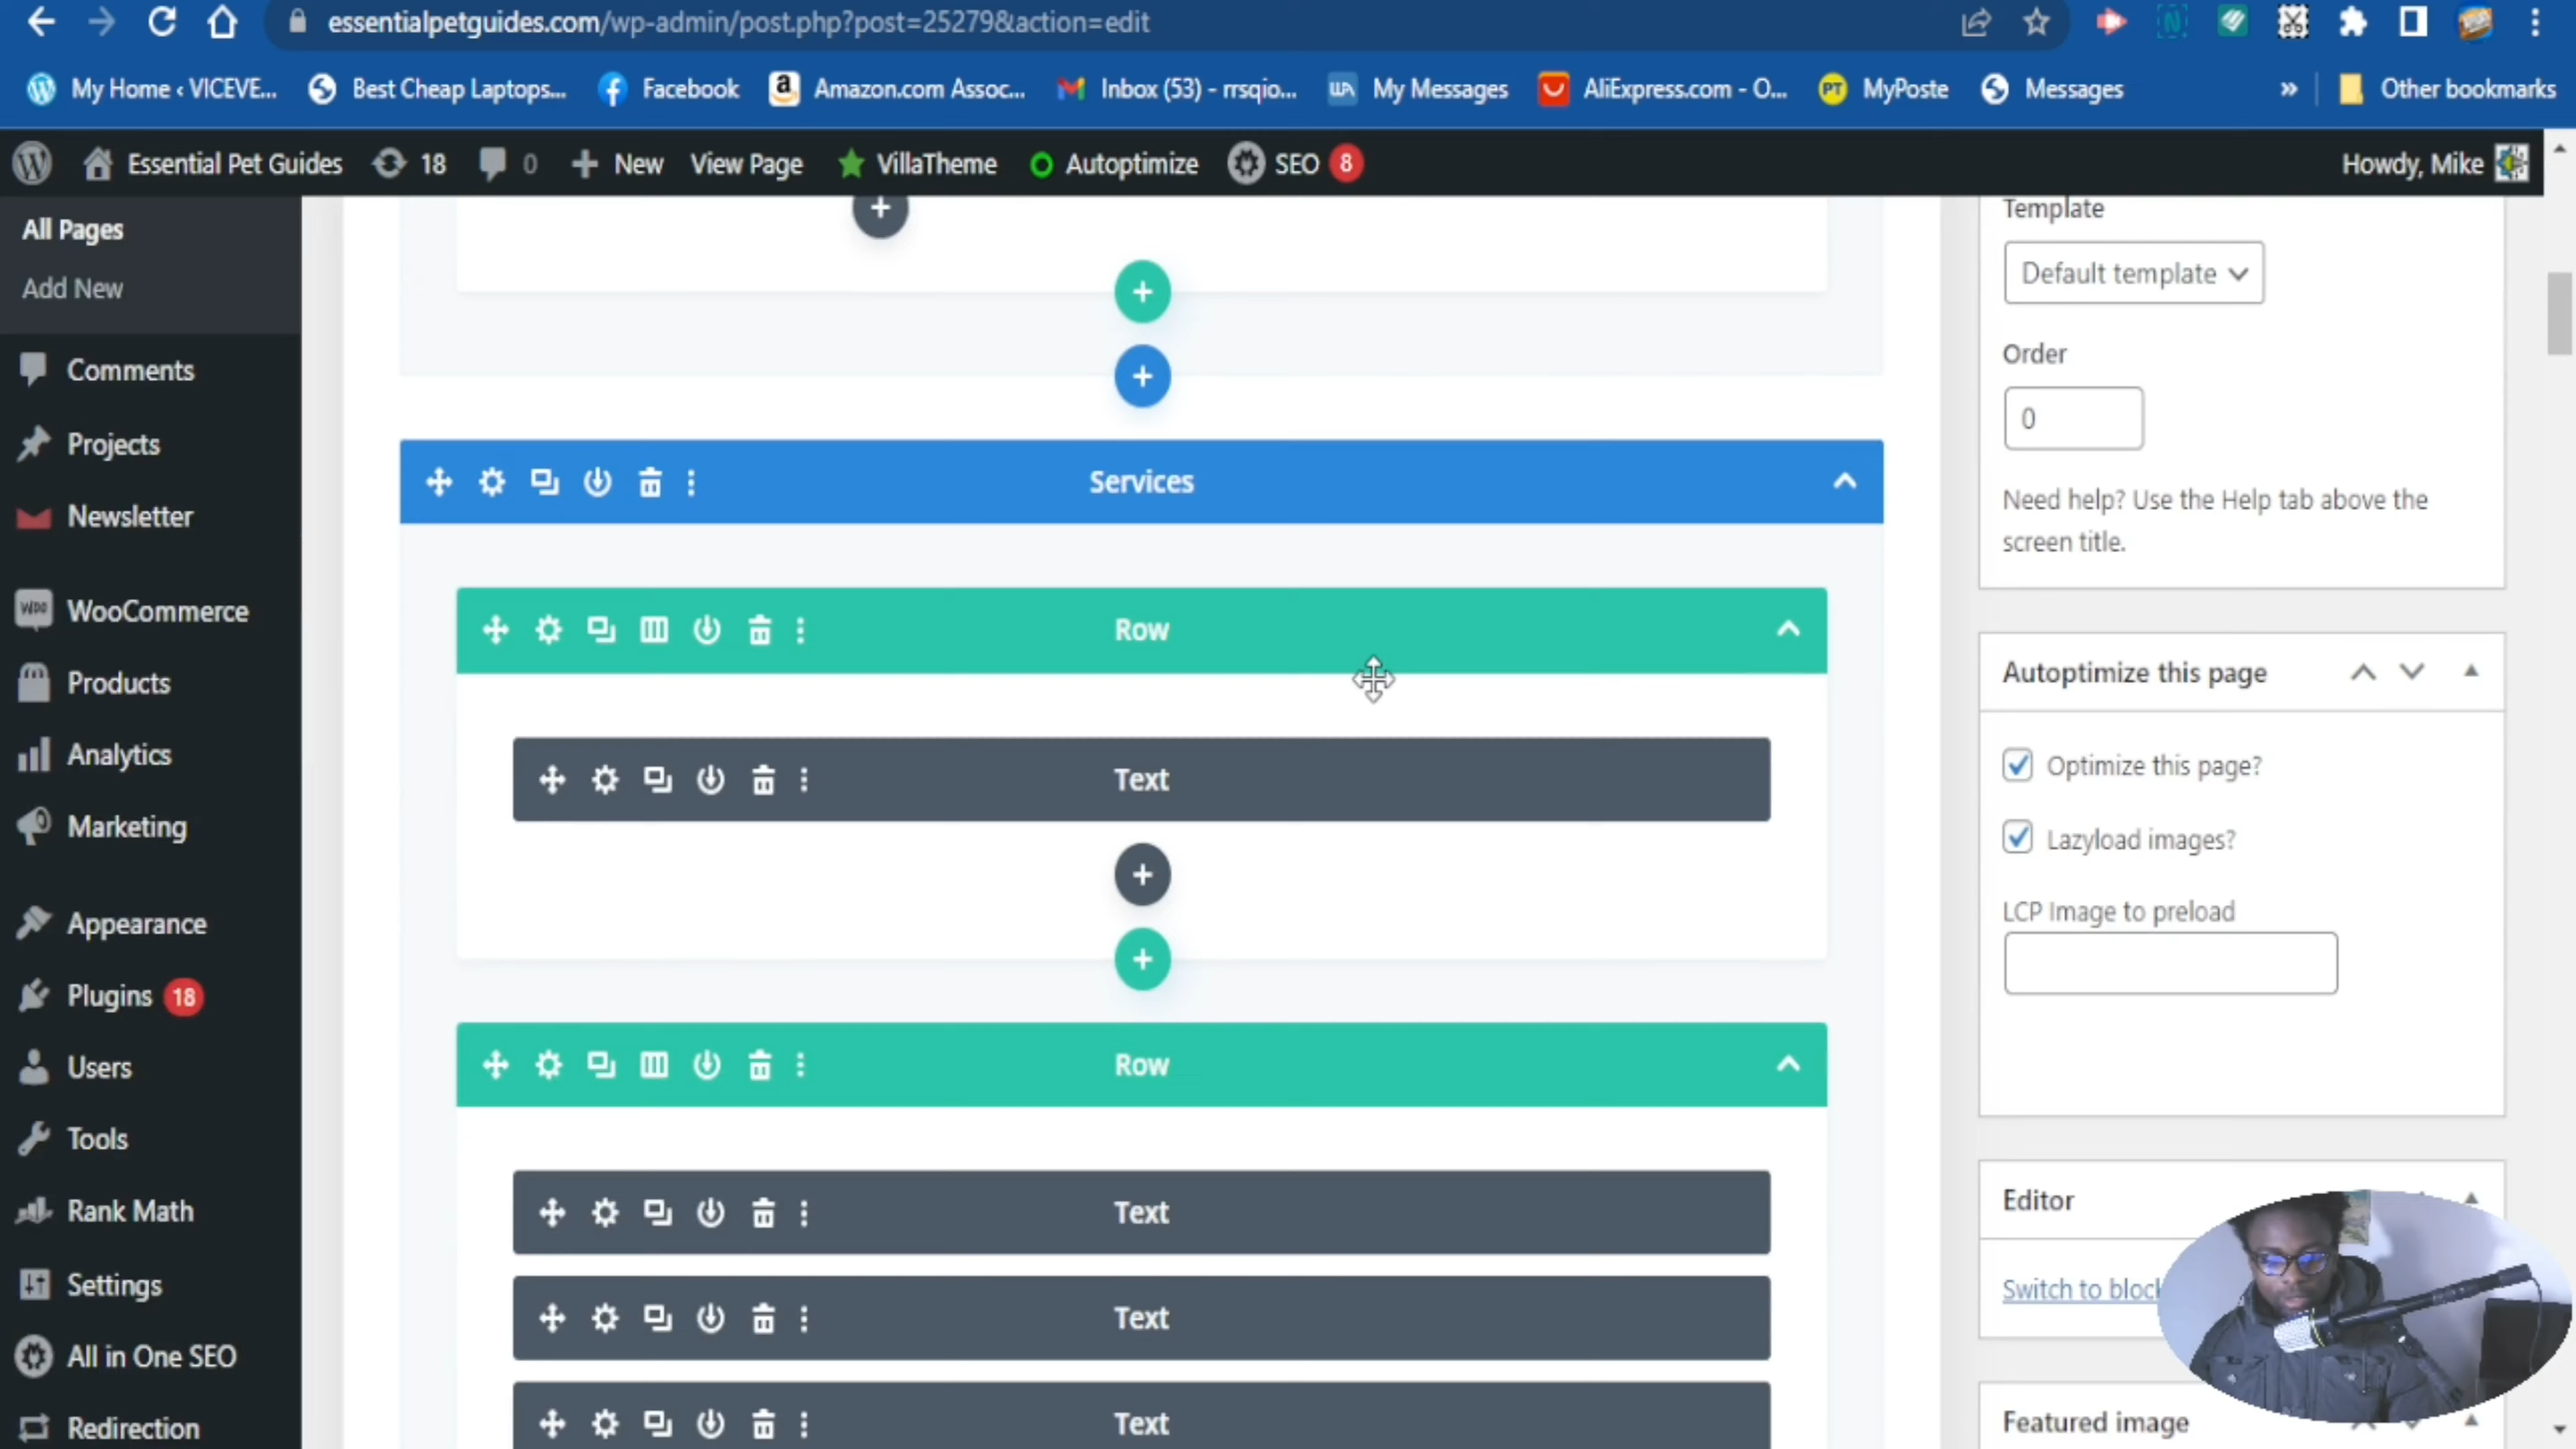 essentialpetguides.com/wp-admin/post.php?post=25279&action=edit
My Home ‹ VICEVE...
Best Cheap Laptops...
Facebook
Amazon.com Assoc...
Inbox (53) - rrsqio...
My Messages
AliExpress.com - O...
PT
MyPoste
Messages
»
Other bookmarks
Essential Pet Guides
18
0
New
View Page
VillaTheme
Autoptimize
SEO
8
Howdy, Mike
All Pages
Add New
Comments
Projects
Newsletter
WooCommerce
Products
Analytics
Marketing
Appearance
Plugins 18
Users
Tools
Rank Math
Settings
All in One SEO
Redirection
Services
Row
Text
Row
Text
Text
Text
Template
Default template
Order
0
Need help? Use the Help tab above the
screen title.
Autoptimize this page
Optimize this page?
Lazyload images?
LCP Image to preload
Editor
Switch to block
Featured image